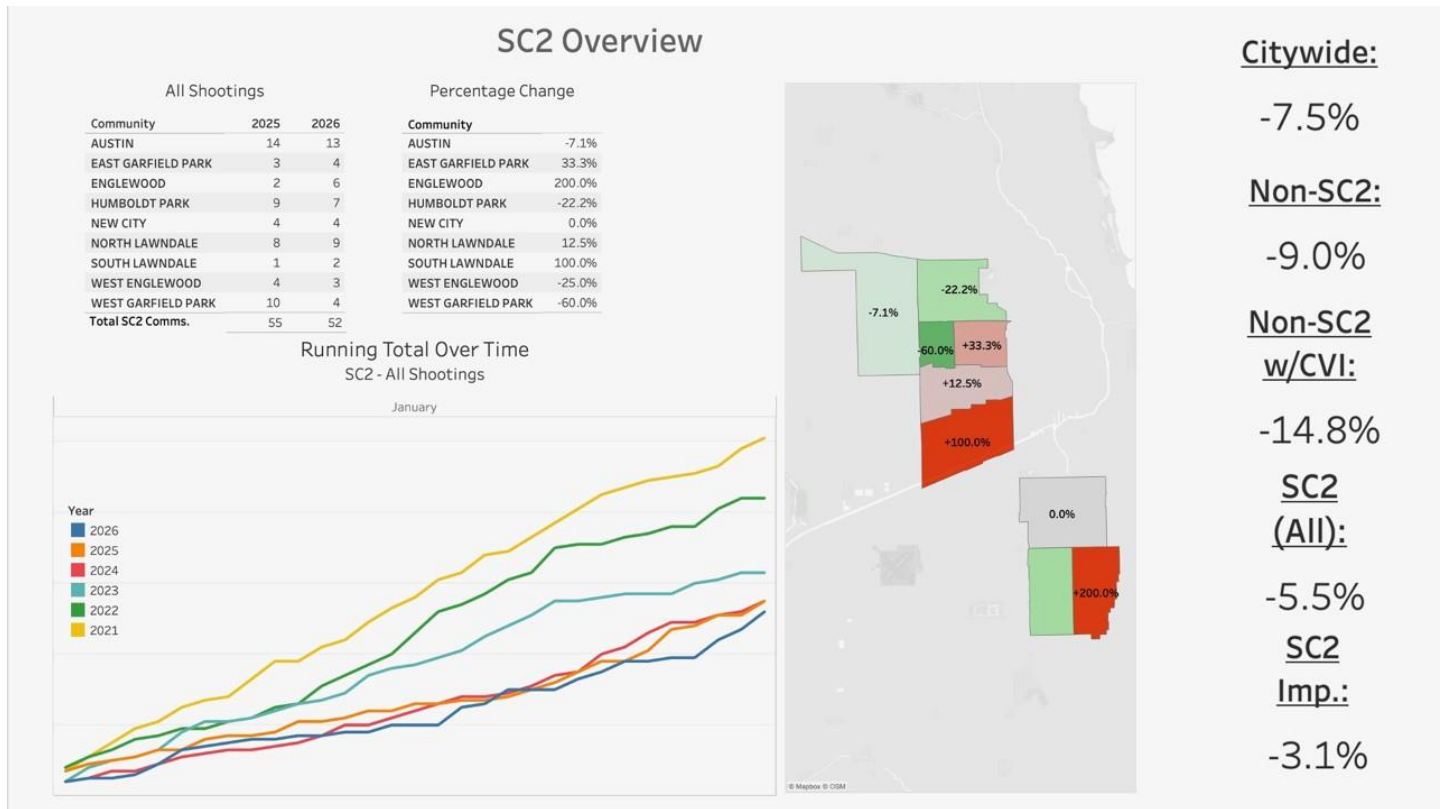 SC2 Overview
All Shootings
Community 2025 2026
AUSTIN 14 13
EAST GARFIELD PARK 3 4
ENGLEWOOD 2 6
HUMBOLDT PARK 9 7
NEW CITY 4 4
NORTH LAWNDALE 8 9
SOUTH LAWNDALE 1 2
WEST ENGLEWOOD 4 3
WEST GARFIELD PARK 10 4
Total SC2 Comms. 55 52
Percentage Change
Community
AUSTIN -7.1%
EAST GARFIELD PARK 33.3%
ENGLEWOOD 200.0%
HUMBOLDT PARK -22.2%
NEW CITY 0.0%
NORTH LAWNDALE 12.5%
SOUTH LAWNDALE 100.0%
WEST ENGLEWOOD -25.0%
WEST GARFIELD PARK -60.0%
Running Total Over Time
SC2 - All Shootings
January
Year
2026
2025
2024
2023
2022
2021
-22.2%
-7.1%
-60.0%
+33.3%
+12.5%
+100.0%
0.0%
+200.0%
© Mapbox © OSM
Citywide:
-7.5%
Non-SC2:
-9.0%
Non-SC2
w/CVI:
-14.8%
SC2
(All):
-5.5%
SC2
Imp.:
-3.1%